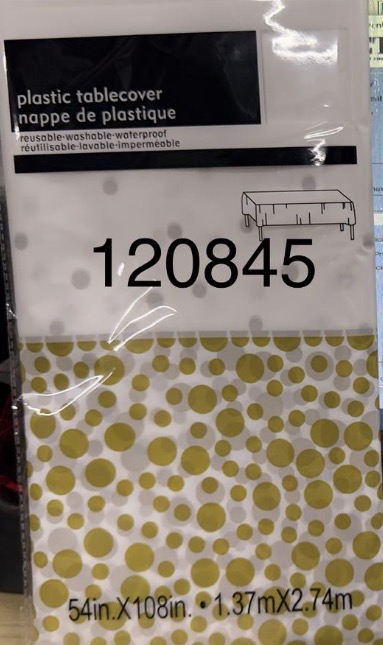 plastic tablecover
nappe de plastique
reusable-washable-waterproof
réutilisable-lavable-imperméable
120845
54in.X108in. • 1.37mX2.74m